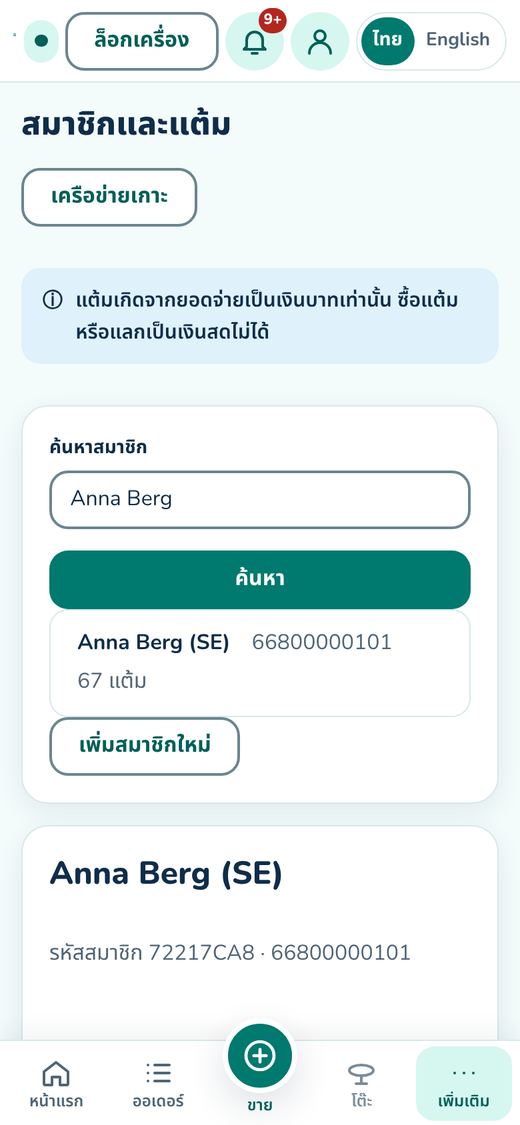 ล็อกเครื่อง
9+
ไทย English
สมาชิกและแต้ม
เครือข่ายเกาะ
แต้มเกิดจากยอดจ่ายเป็นเงินบาทเท่านั้น ซื้อแต้ม
หรือแลกเป็นเงินสดไม่ได้
ค้นหาสมาชิก
Anna Berg
ค้นหา
Anna Berg (SE) 66800000101
67 แต้ม
เพิ่มสมาชิกใหม่
Anna Berg (SE)
รหัสสมาชิก 72217CA8 · 66800000101
หน้าแรก ออเดอร์ ขาย โต๊ะ เพิ่มเติม